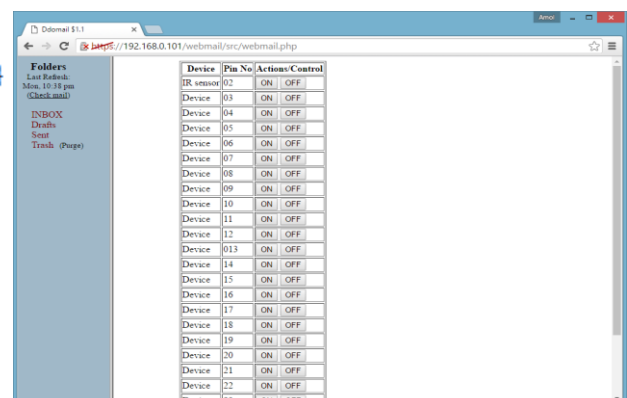 Amol
Ddomail $1.1
https://192.168.0.101/webmail/src/webmail.php
Folders
Last Refresh:
Mon, 10:38 pm
(Check mail)
INBOX
Drafts
Sent
Trash (Purge)
Device Pin No Actions/Control
IR sensor 02 ON OFF
Device 03 ON OFF
Device 04 ON OFF
Device 05 ON OFF
Device 06 ON OFF
Device 07 ON OFF
Device 08 ON OFF
Device 09 ON OFF
Device 10 ON OFF
Device 11 ON OFF
Device 12 ON OFF
Device 013 ON OFF
Device 14 ON OFF
Device 15 ON OFF
Device 16 ON OFF
Device 17 ON OFF
Device 18 ON OFF
Device 19 ON OFF
Device 20 ON OFF
Device 21 ON OFF
Device 22 ON OFF